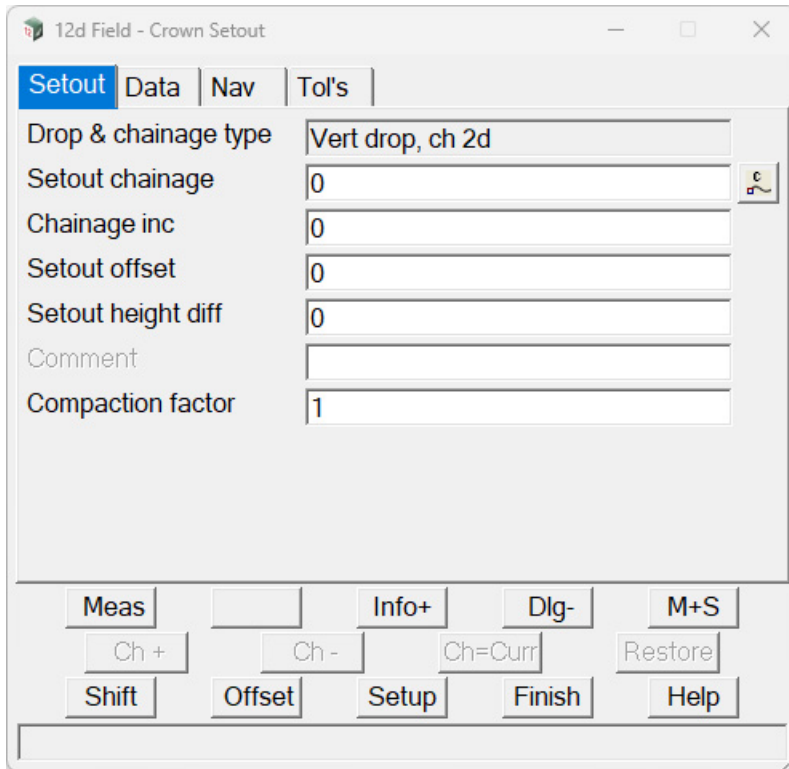 12d Field - Crown Setout
Setout Data Nav Tol's
Drop & chainage type Vert drop, ch 2d
Setout chainage 0
Chainage inc 0
Setout offset 0
Setout height diff 0
Comment
Compaction factor 1
Meas Info+ Dlg- M+S
Ch + Ch - Ch=Curr Restore
Shift Offset Setup Finish Help